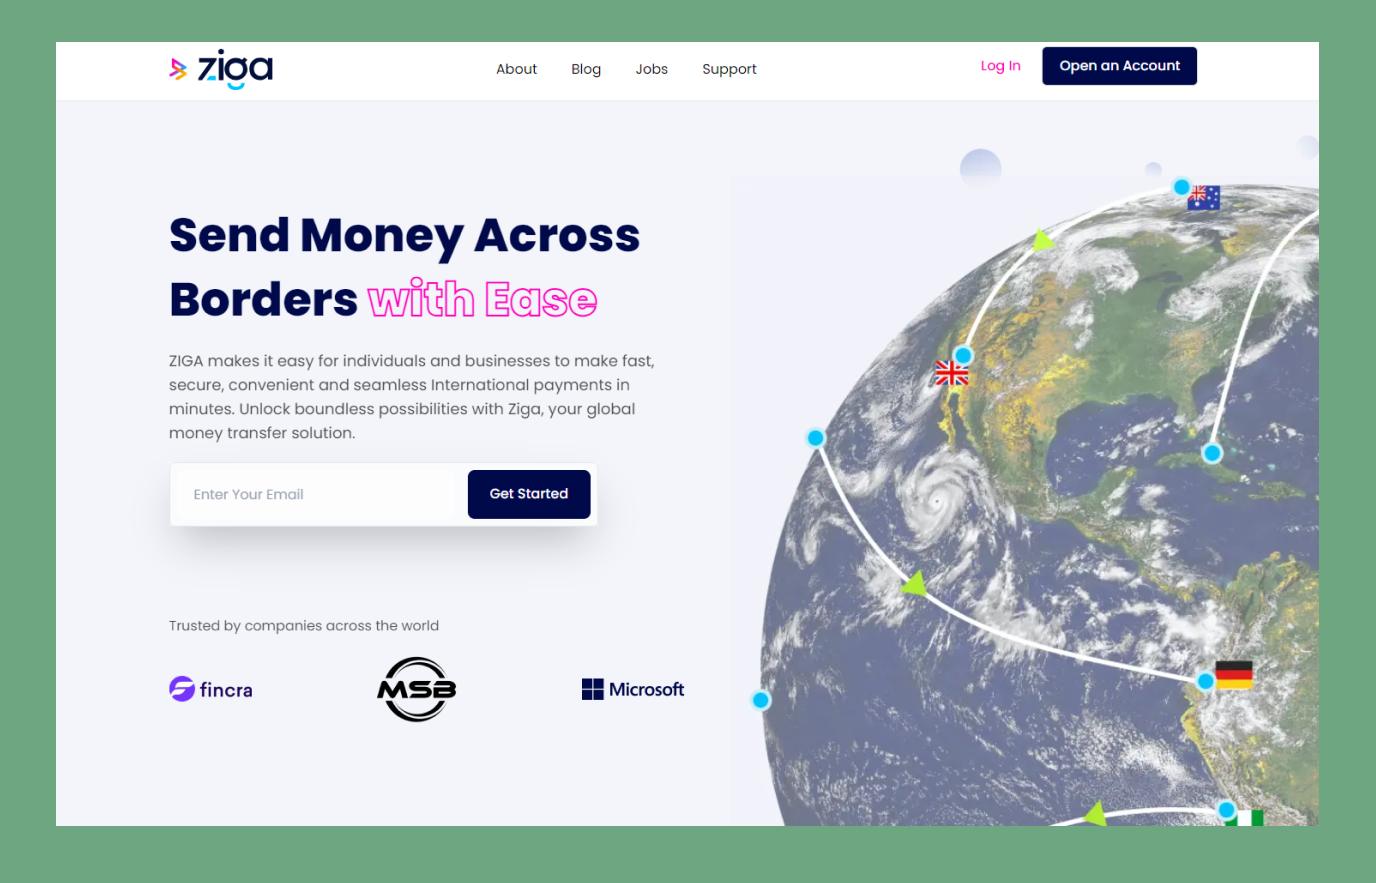 ziga
About Blog Jobs Support
Log In
Open an Account
Send Money Across
Borders with Ease
ZIGA makes it easy for individuals and businesses to make fast,
secure, convenient and seamless International payments in
minutes. Unlock boundless possibilities with Ziga, your global
money transfer solution.
Enter Your Email
Get Started
Trusted by companies across the world
fincra
MSB
Microsoft